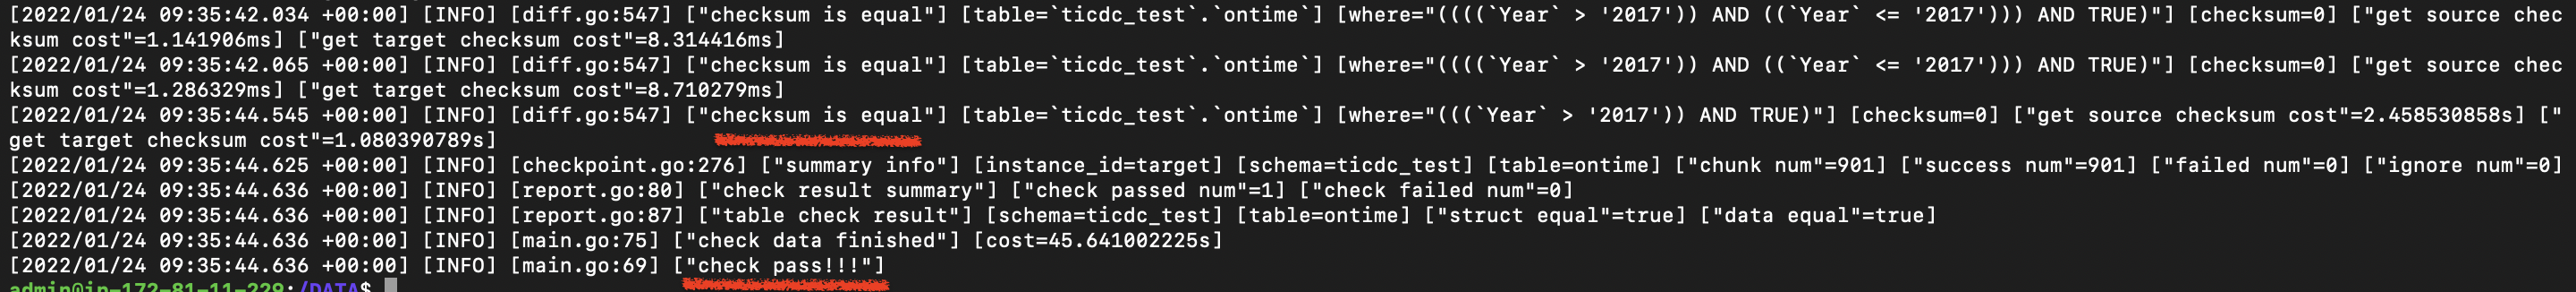 [2022/01/24 09:35:42.034 +00:00] [INFO] [diff.go:547] ["checksum is equal"] [table=`ticdc_test`.`ontime`] [where="((((`Year` > '2017')) AND ((`Year` <= '2017'))) AND TRUE)"] [checksum=0] ["get source chec
ksum cost"=1.141906ms] ["get target checksum cost"=8.314416ms]
[2022/01/24 09:35:42.065 +00:00] [INFO] [diff.go:547] ["checksum is equal"] [table=`ticdc_test`.`ontime`] [where="((((`Year` > '2017')) AND ((`Year` <= '2017'))) AND TRUE)"] [checksum=0] ["get source chec
ksum cost"=1.286329ms] ["get target checksum cost"=8.710279ms]
[2022/01/24 09:35:44.545 +00:00] [INFO] [diff.go:547] ["checksum is equal"] [table=`ticdc_test`.`ontime`] [where="(((`Year` > '2017')) AND TRUE)"] [checksum=0] ["get source checksum cost"=2.458530858s] ["
get target checksum cost"=1.080390789s]
[2022/01/24 09:35:44.625 +00:00] [INFO] [checkpoint.go:276] ["summary info"] [instance_id=target] [schema=ticdc_test] [table=ontime] ["chunk num"=901] ["success num"=901] ["failed num"=0] ["ignore num"=0]
[2022/01/24 09:35:44.636 +00:00] [INFO] [report.go:80] ["check result summary"] ["check passed num"=1] ["check failed num"=0]
[2022/01/24 09:35:44.636 +00:00] [INFO] [report.go:87] ["table check result"] [schema=ticdc_test] [table=ontime] ["struct equal"=true] ["data equal"=true]
[2022/01/24 09:35:44.636 +00:00] [INFO] [main.go:75] ["check data finished"] [cost=45.641002225s]
[2022/01/24 09:35:44.636 +00:00] [INFO] [main.go:69] ["check pass!!!"]
admin@ip-172-81-11-229:/DATA$